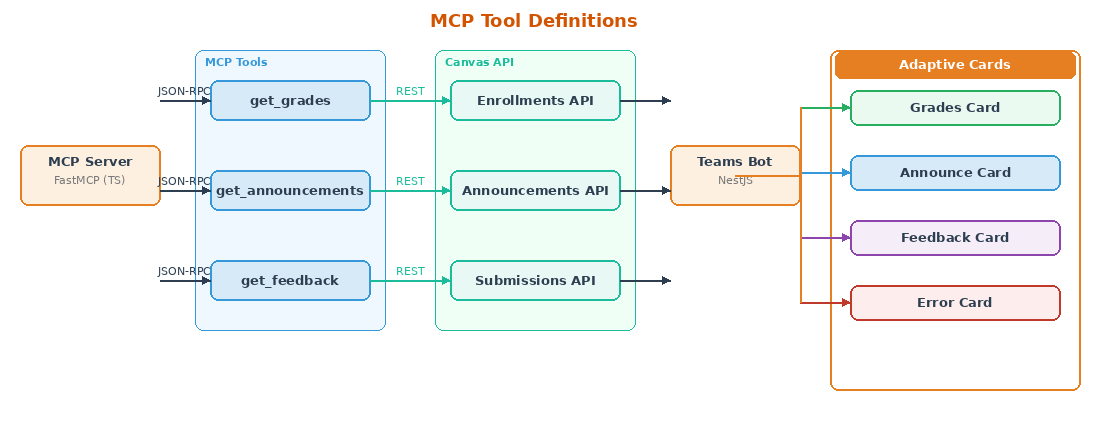 MCP Tool Definitions
MCP Tools
Canvas API
Adaptive Cards
JSON-RPC
get_grades
REST
Enrollments API
Grades Card
MCP Server
FastMCP (TS)
JSON-RPC
get_announcements
REST
Announcements API
Teams Bot
NestJS
Announce Card
Feedback Card
JSON-RPC
get_feedback
REST
Submissions API
Error Card